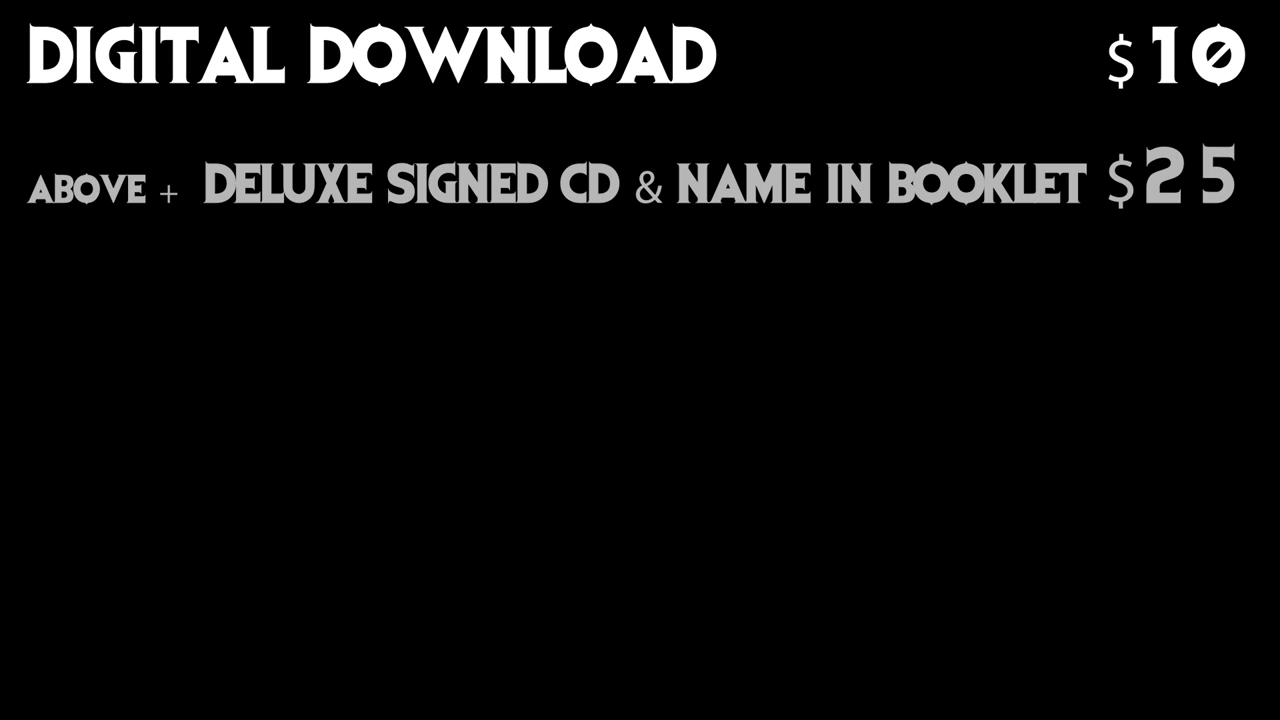 DIGITAL DOWNLOAD $10
ABOVE + DELUXE SIGNED CD & NAME IN BOOKLET $25